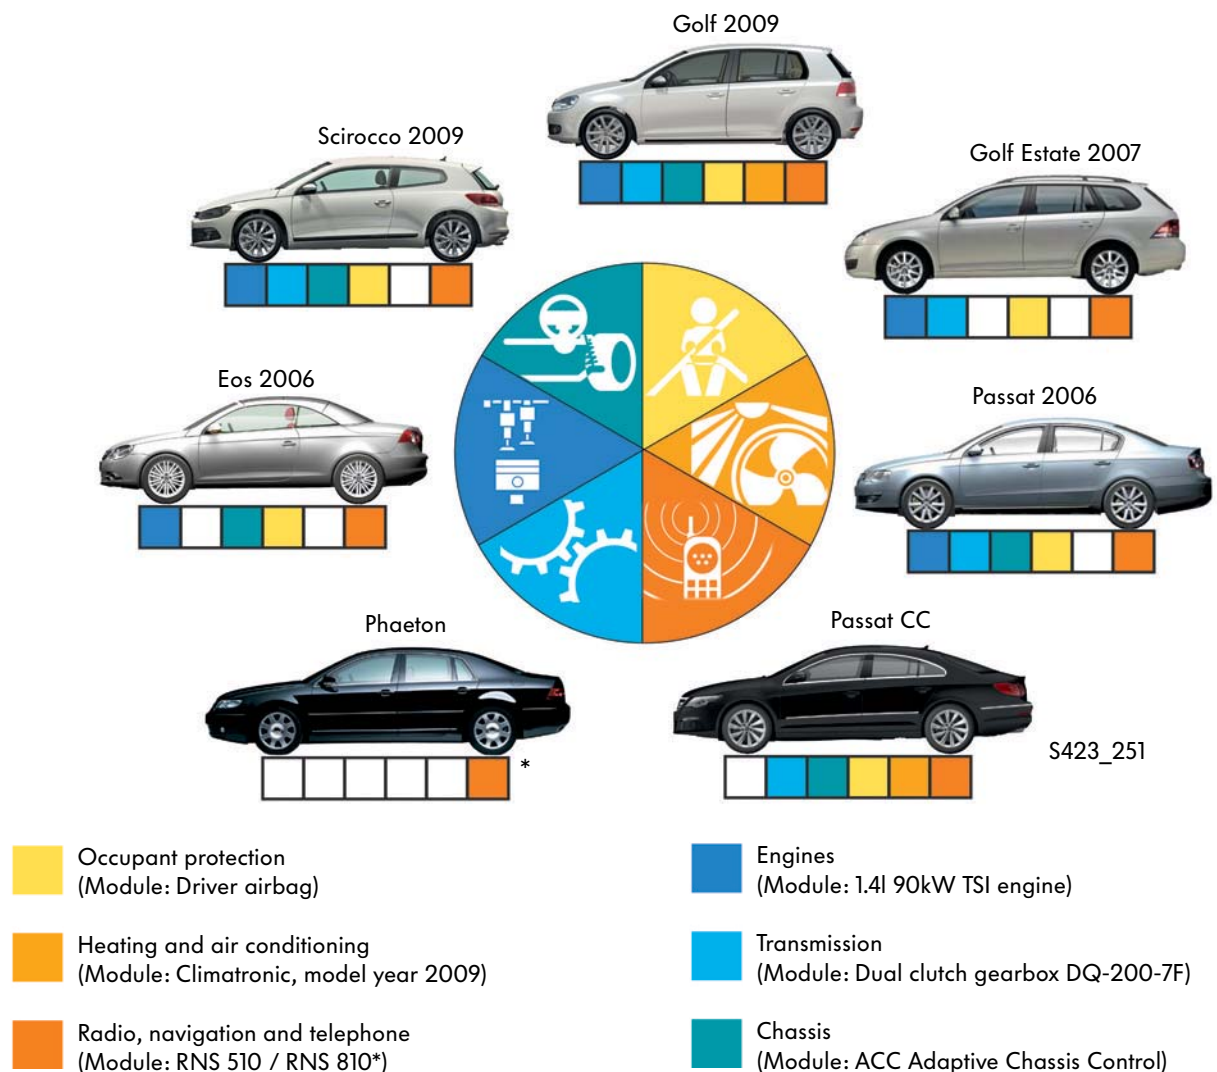 Golf 2009
Scirocco 2009
Golf Estate 2007
Eos 2006
Passat 2006
Phaeton
Passat CC
S423_251
*
Occupant protection
(Module: Driver airbag)
Heating and air conditioning
(Module: Climatronic, model year 2009)
Radio, navigation and telephone
(Module: RNS 510 / RNS 810*)
Engines
(Module: 1.4l 90kW TSI engine)
Transmission
(Module: Dual clutch gearbox DQ-200-7F)
Chassis
(Module: ACC Adaptive Chassis Control)